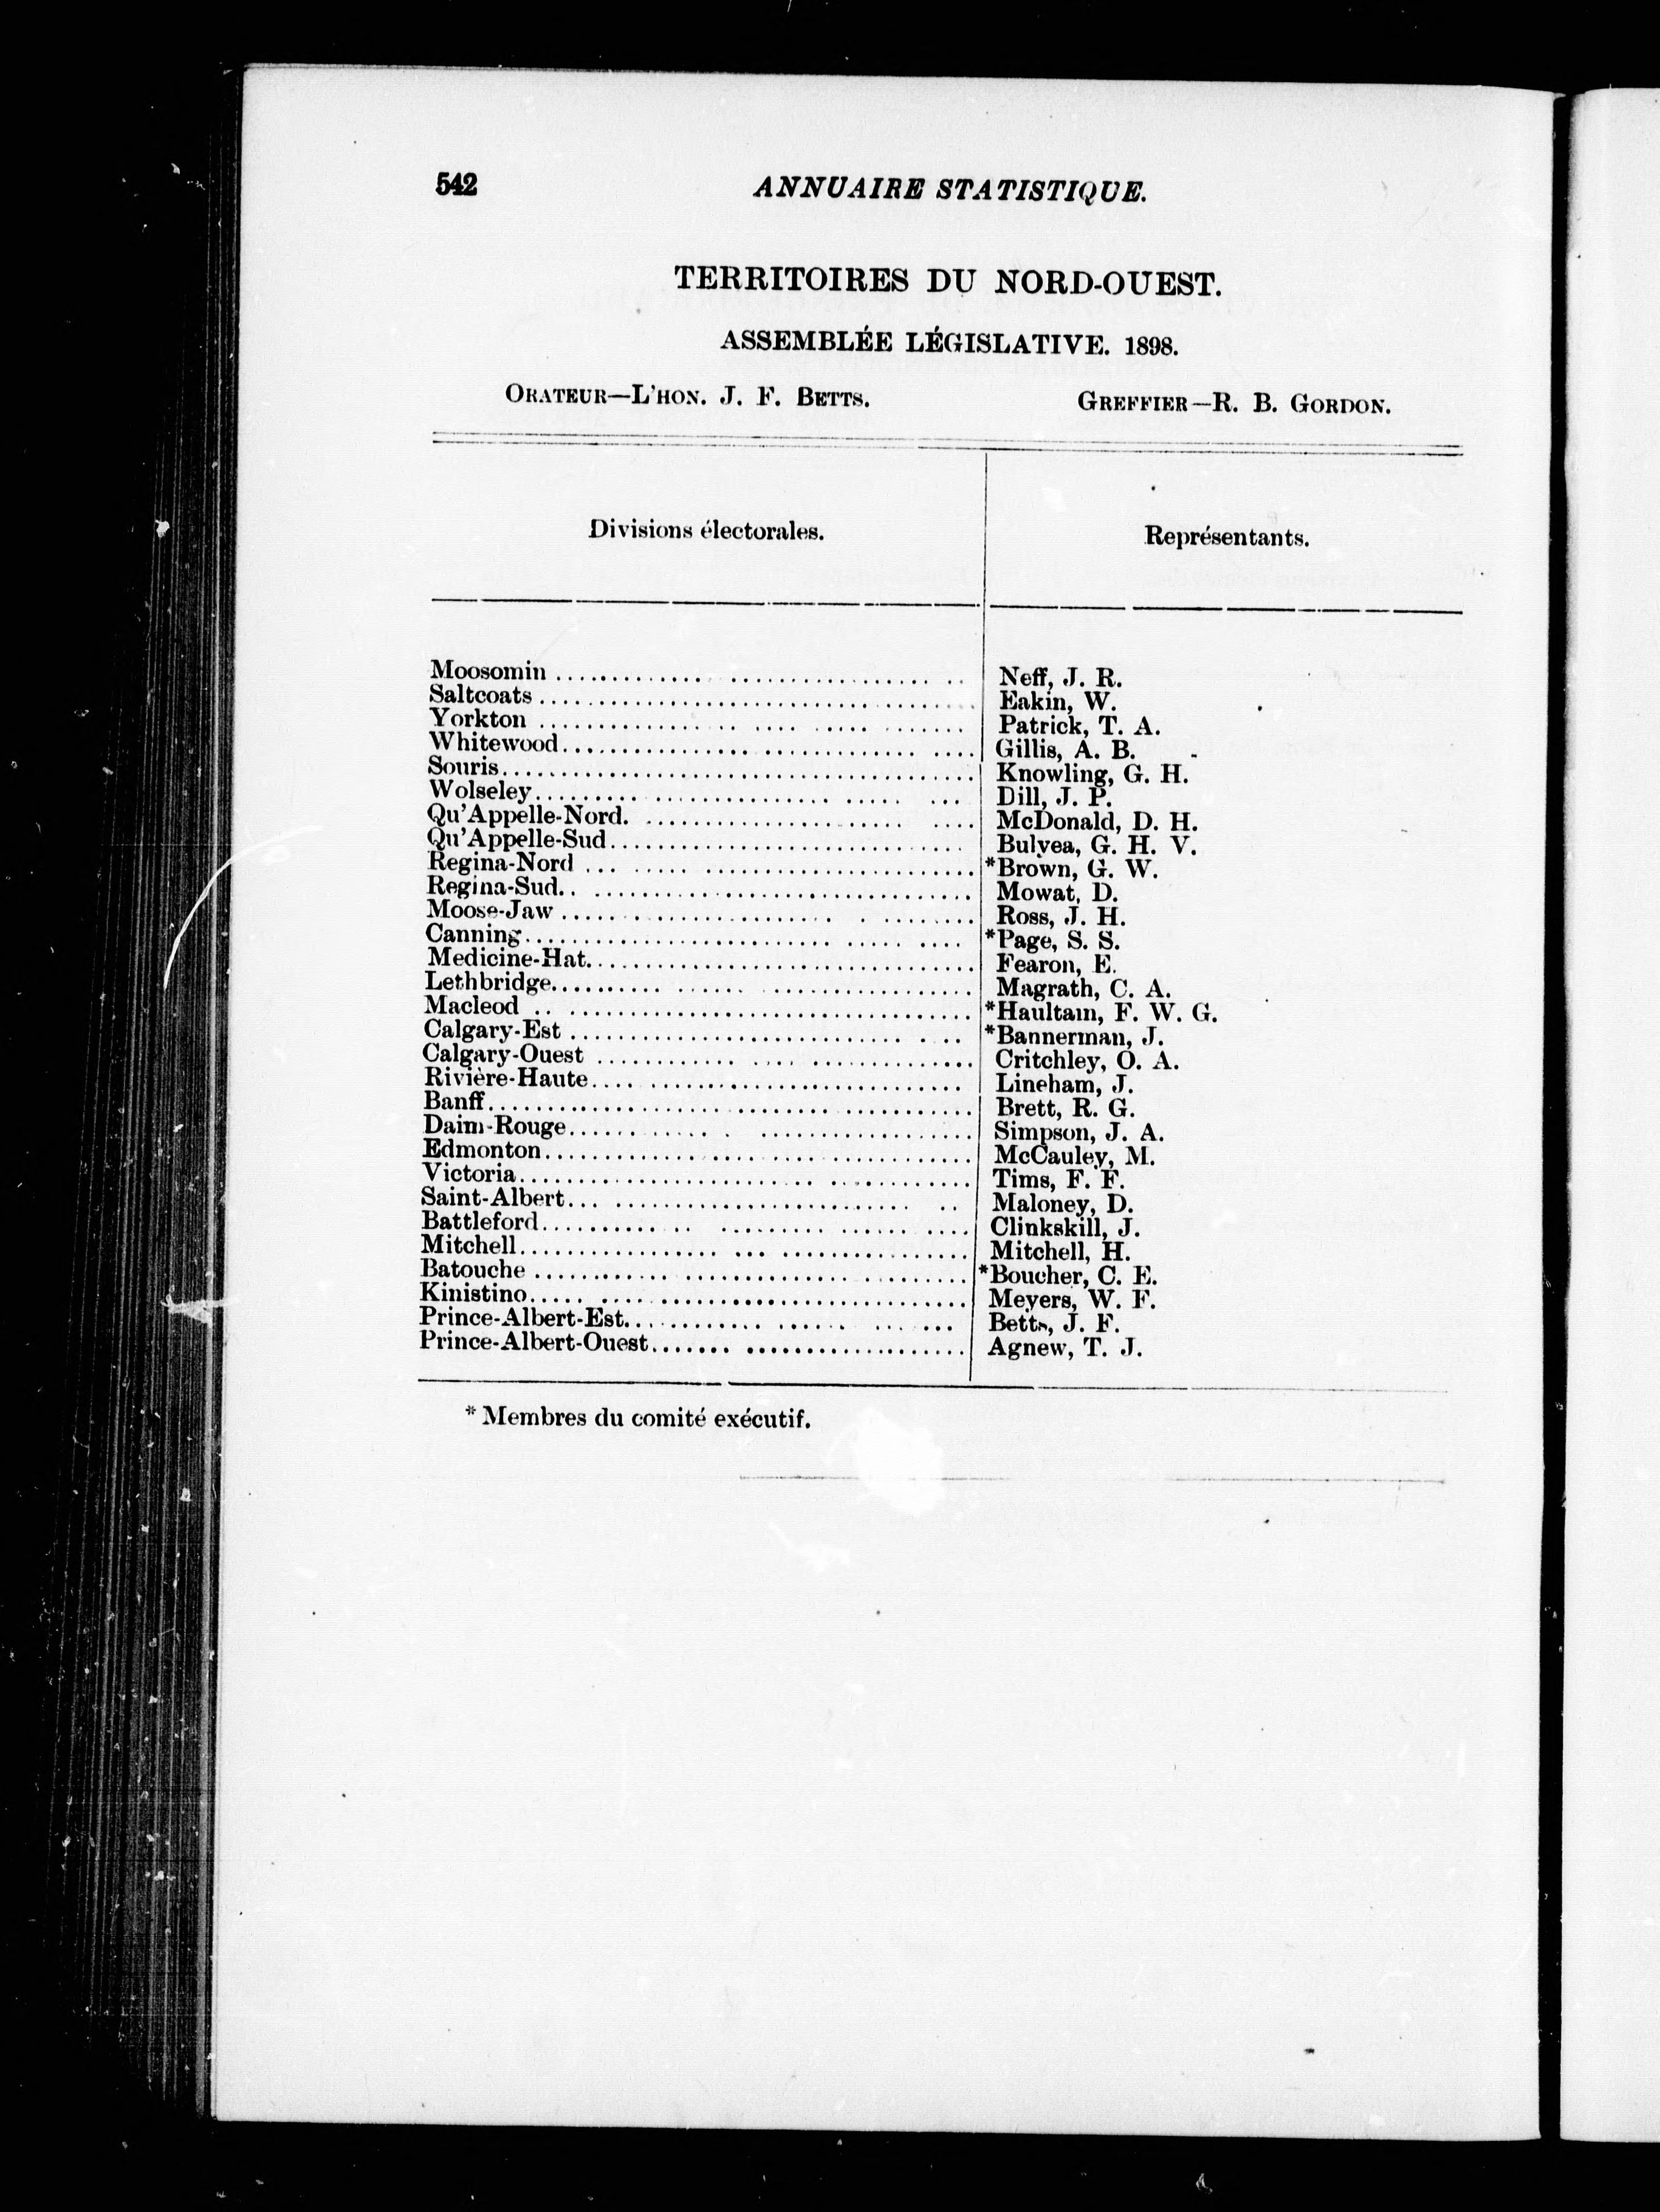 542 ANNUAIRE STATISTIQUE.
TERRITOIRES DU NORD-OUEST.
ASSEMBLÉE LÉGISLATIVE. 1898.
ORATEUR—L'HON. J. F. BETTS. GREFFIER—R. B. GORDON.
Divisions électorales. Représentants.
Moosomin Neff, J. R.
Saltcoats Eakin, W.
Yorkton Patrick, T. A.
Whitewood Gillis, A. B.
Souris Knowling, G. H.
Wolseley Dill, J. P.
Qu'Appelle-Nord. McDonald, D. H.
Qu'Appelle-Sud Bulyea, G. H. V.
Regina-Nord *Brown, G. W.
Regina-Sud Mowat, D.
Moose-Jaw Ross, J. H.
Canning *Page, S. S.
Medicine-Hat Fearon, E.
Lethbridge Magrath, C. A.
Macleod *Haultain, F. W. G.
Calgary-Est *Bannerman, J.
Calgary-Ouest Critchley, O. A.
Rivière-Haute Lineham, J.
Banff Brett, R. G.
Daim-Rouge Simpson, J. A.
Edmonton McCauley, M.
Victoria Tims, F. F.
Saint-Albert Maloney, D.
Battleford Clinkskill, J.
Mitchell Mitchell, H.
Batouche *Boucher, C. E.
Kinistino Meyers, W. F.
Prince-Albert-Est Betts, J. F.
Prince-Albert-Ouest Agnew, T. J.
* Membres du comité exécutif.